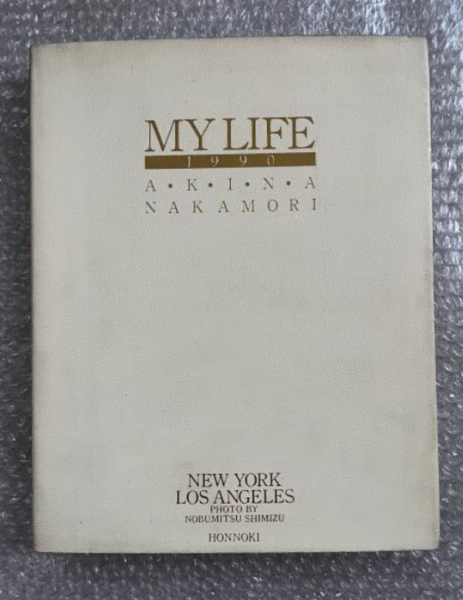 MY LIFE
1990
A•K•I•N•A
NAKAMORI
NEW YORK
LOS ANGELES
PHOTO BY
NOBUMITSU SHIMIZU
HONNOKI